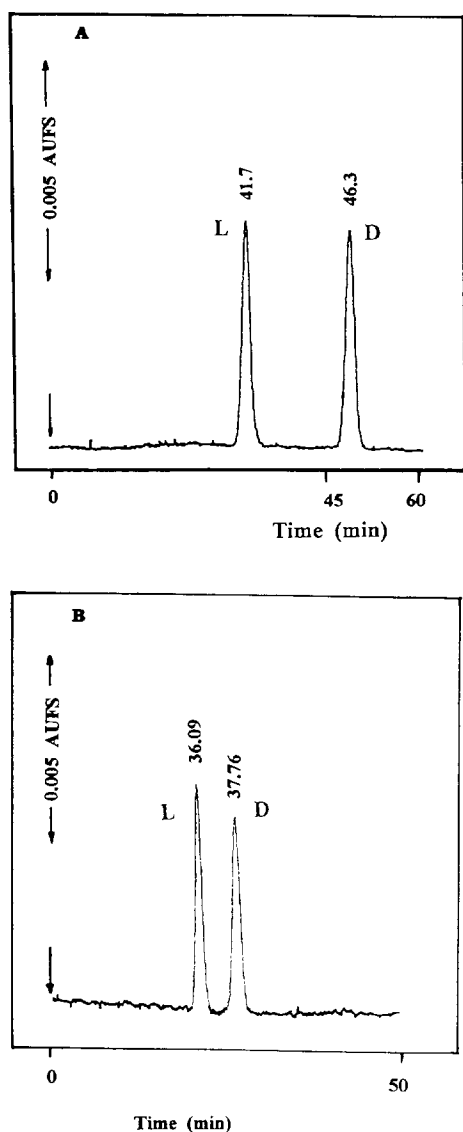 A
0.005 AUFS
41.7
46.3
L
D
0 45 60
Time (min)
B
0.005 AUFS
36.09
37.76
L
D
0 50
Time (min)